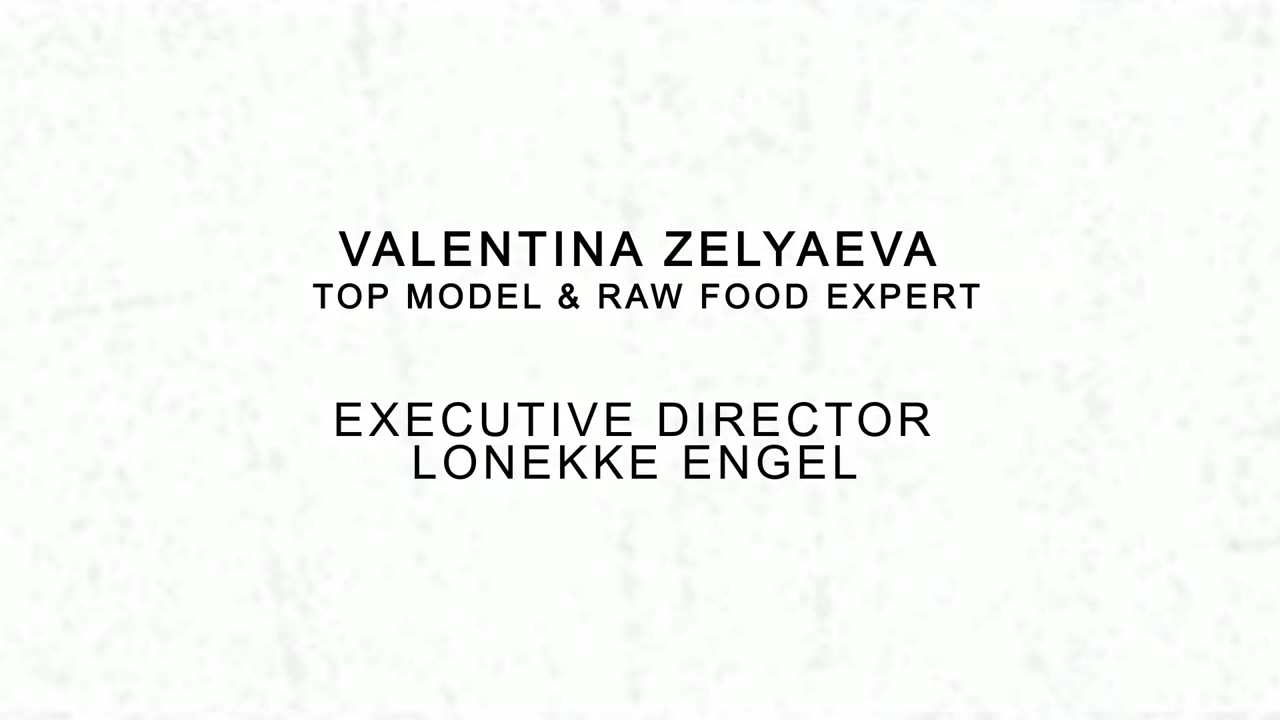 VALENTINA ZELYAEVA
TOP MODEL & RAW FOOD EXPERT
EXECUTIVE DIRECTOR
LONEKKE ENGEL